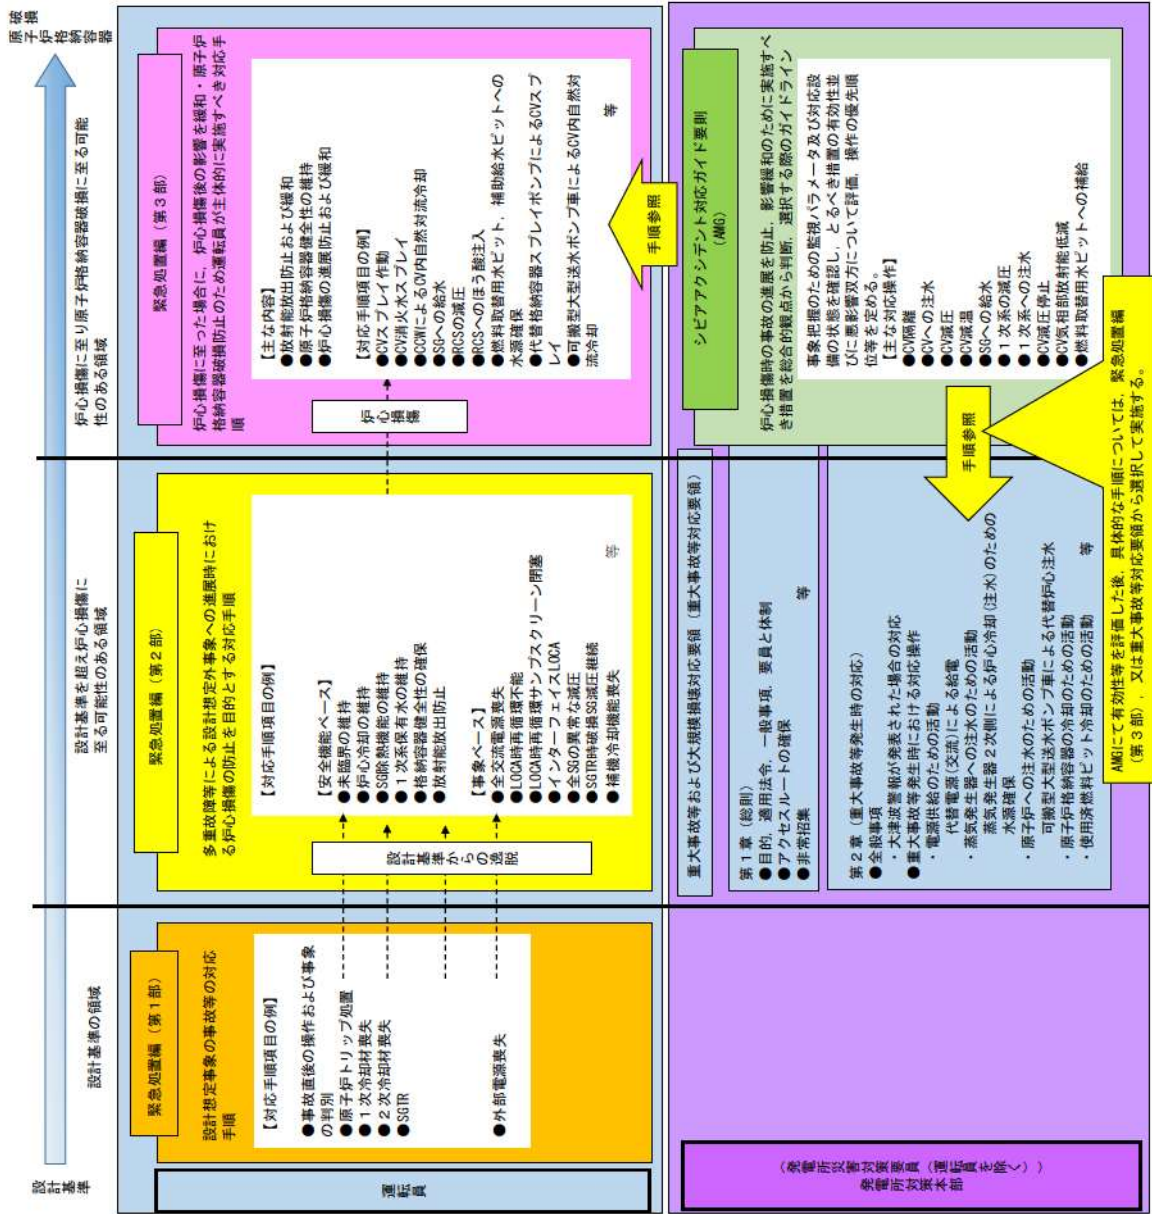 設計
基準
設計基準の領域
設計基準を超え炉心損傷に
至る可能性のある領域
炉心損傷に至り原子炉格納容器破損に至る可能
性のある領域
原子炉格納容器
破損
運転員
緊急処置編（第１部）
設計想定事象の事故等の対応
手順
【対応手順項目の例】
●事故直後の操作および事象
の判別
●原子炉トリップ処置
●１次冷却材喪失
●２次冷却材喪失
●SGTR
●外部電源喪失
設計基準からの逸脱
緊急処置編（第２部）
多重故障等による設計想定外事象への進展時におけ
る炉心損傷の防止を目的とする対応手順
【対応手順項目の例】
【安全機能ベース】
●未臨界の維持
●炉心冷却の維持
●SG除熱機能の維持
●１次系保有水の維持
●格納容器健全性の確保
●放射能放出防止
【事象ベース】
●全交流電源喪失
●LOCA時再循環不能
●LOCA時再循環サンプスクリーン閉塞
●インターフェイスLOCA
●全SGの異常な減圧
●SGTR時破損SG減圧継続
●補機冷却機能喪失
等
炉心
損傷
緊急処置編（第３部）
炉心損傷に至った場合に，炉心損傷後の影響を緩和・原子炉
格納容器破損防止のため運転員が主体的に実施すべき対応手
順
【主な内容】
●放射能放出防止および緩和
●原子炉格納容器健全性の維持
●炉心損傷の進展防止および緩和
【対応手順項目の例】
●CVスプレイ作動
●CV消火水スプレイ
●CCWによるCV内自然対流冷却
●SGへの給水
●RCSの減圧
●RCSへのほう酸注入
●燃料取替用水ピット，補助給水ピットへの
水源確保
●代替格納容器スプレイポンプによるCVスプ
レイ
●可搬型大型送水ポンプ車によるCV内自然対
流冷却
等
手順参照
発電所対策本部
（発電所災害対策要員（運転員を除く））
重大事故等および大規模損壊対応要領（重大事故等対応要領）
第１章（総則）
●目的，適用法令，一般事項，要員と体制
●アクセスルートの確保
●非常招集
等
第２章（重大事故等発生時の対応）
●全般事項
・大津波警報が発表された場合の対応
●重大事故等発生時における対応操作
・電源供給のための活動
代替電源(交流)による給電
・蒸気発生器への注水のための活動
蒸気発生器２次側による炉心冷却(注水)のための
水源確保
・原子炉への注水のための活動
可搬型大型送水ポンプ車による代替炉心注水
・原子炉格納容器の冷却のための活動
・使用済燃料ピット冷却のための活動
等
手順参照
シビアアクシデント対応ガイド要則
（AMG）
炉心損傷時の事故の進展を防止，影響緩和のために実施すべ
き措置を総合的観点から判断，選択する際のガイドライン
事象把握のための監視パラメータ及び対応設
備の状態を確認し，とるべき措置の有効性並
びに悪影響双方について評価，操作の優先順
位等を定める。
【主な対応操作】
●CV隔離
●CVへの注水
●CV減圧
●CV減温
●SGへの給水
●１次系の減圧
●１次系への注水
●CV減圧停止
●CV気相部放射能低減
●燃料取替用水ピットへの補給
AMGにて有効性等を評価した後，具体的な手順については，緊急処置編
（第３部），又は重大事故等対応要領から選択して実施する。